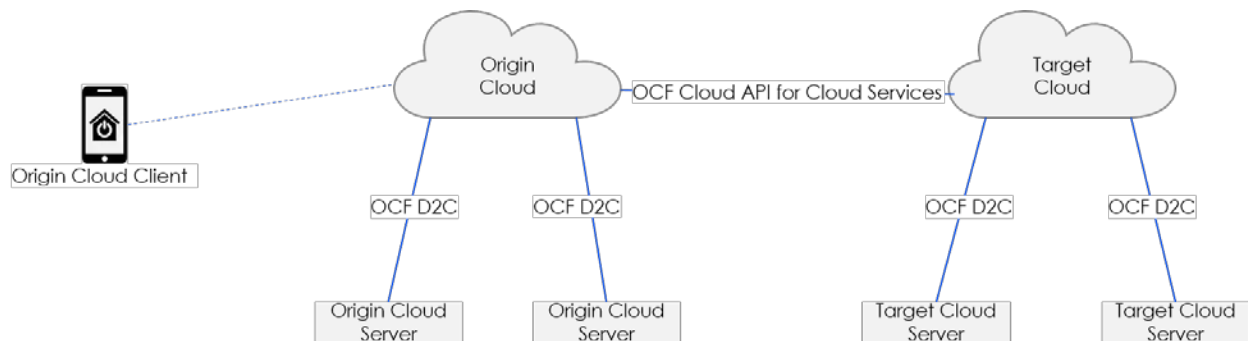 Origin
Cloud
Target
Cloud
OCF Cloud API for Cloud Services
Origin Cloud Client
OCF D2C
OCF D2C
OCF D2C
OCF D2C
Origin Cloud
Server
Origin Cloud
Server
Target Cloud
Server
Target Cloud
Server